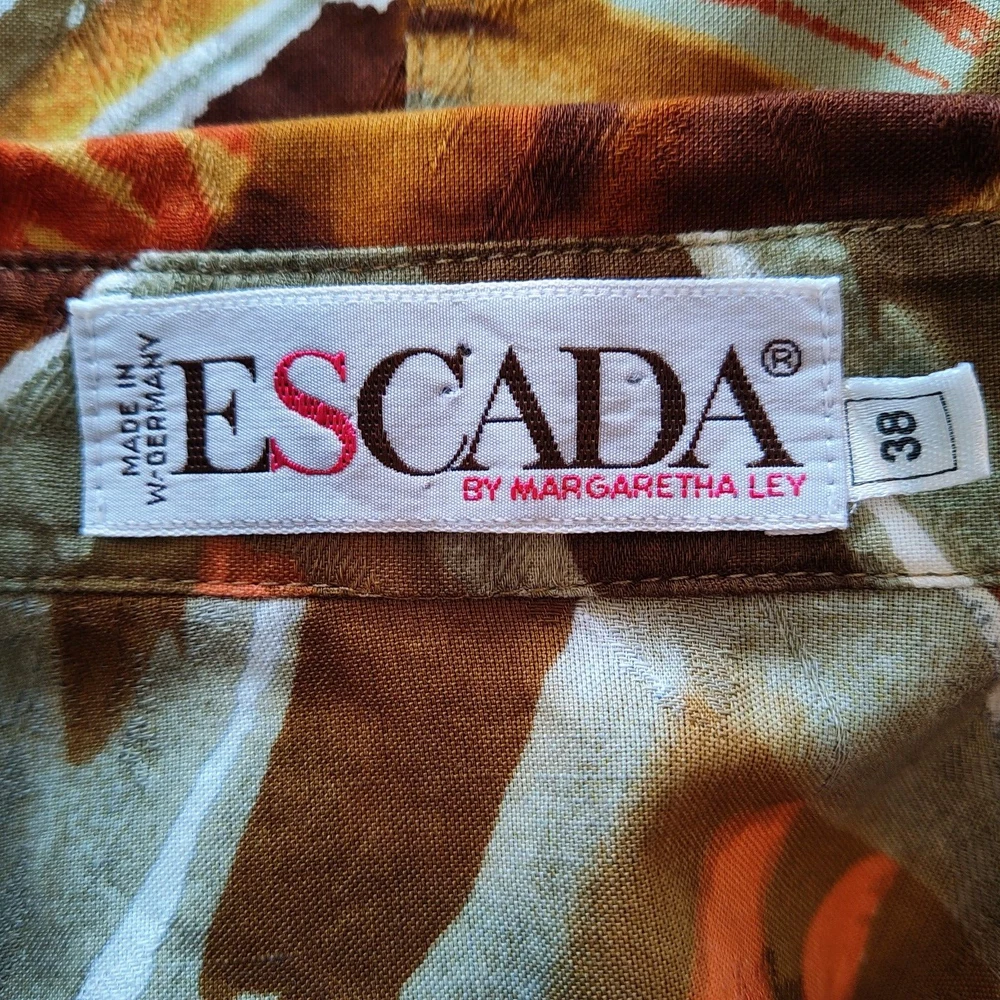 MADE IN
W-GERMANY
ESCADA®
BY MARGARETHA LEY
38